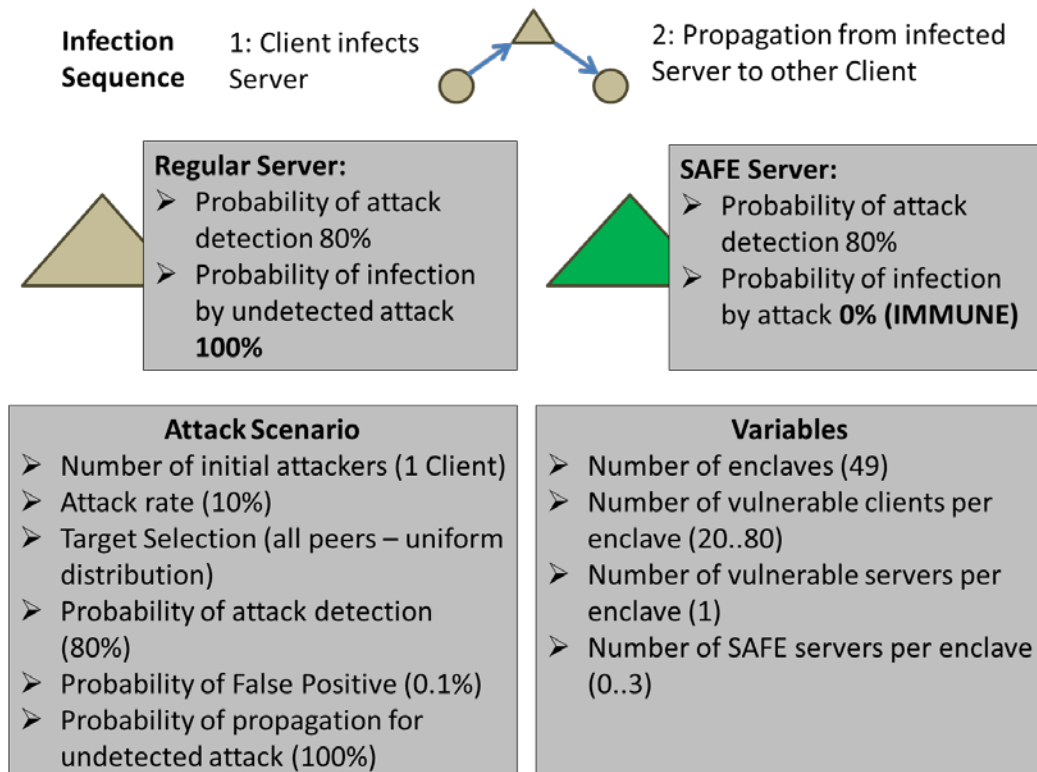 Infection
Sequence
1: Client infects
Server
2: Propagation from infected
Server to other Client
Regular Server:
➢ Probability of attack
detection 80%
➢ Probability of infection
by undetected attack
100%
SAFE Server:
➢ Probability of attack
detection 80%
➢ Probability of infection
by attack 0% (IMMUNE)
Attack Scenario
➢ Number of initial attackers (1 Client)
➢ Attack rate (10%)
➢ Target Selection (all peers – uniform
distribution)
➢ Probability of attack detection
(80%)
➢ Probability of False Positive (0.1%)
➢ Probability of propagation for
undetected attack (100%)
Variables
➢ Number of enclaves (49)
➢ Number of vulnerable clients per
enclave (20..80)
➢ Number of vulnerable servers per
enclave (1)
➢ Number of SAFE servers per enclave
(0..3)